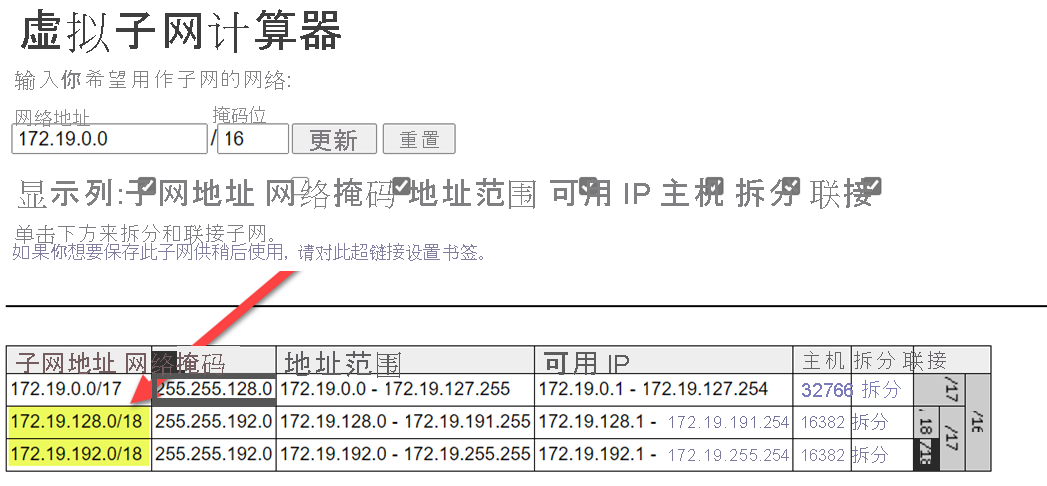 虚拟子网计算器
输入你希望用作子网的网络:
网络地址 掩码位
172.19.0.0 / 16 更新 重置
显示列:子网地址 网络掩码 地址范围 可用 IP 主机 拆分 联接
单击下方来拆分和联接子网。
如果你想要保存此子网供稍后使用, 请对此超链接设置书签。
子网地址 网络掩码 地址范围 可用 IP 主机 拆分 联接
172.19.0.0/17 255.255.128.0 172.19.0.0 - 172.19.127.255 172.19.0.1 - 172.19.127.254 32766 拆分 /17 /16
172.19.128.0/18 255.255.192.0 172.19.128.0 - 172.19.191.255 172.19.128.1 - 172.19.191.254 16382 拆分 /18 /17
172.19.192.0/18 255.255.192.0 172.19.192.0 - 172.19.255.255 172.19.192.1 - 172.19.255.254 16382 拆分 /18